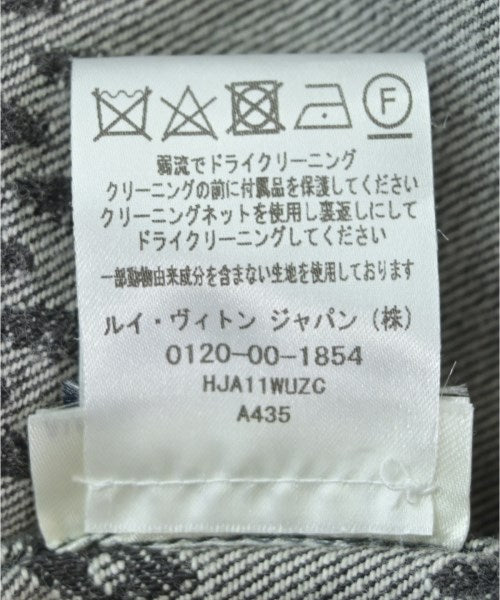 F
弱流でドライクリーニング
クリーニングの前に付属品を保護してください
クリーニングネットを使用し裏返しにして
ドライクリーニングしてください
一部動物由来成分を含まない生地を使用しております
ルイ・ヴィトン ジャパン (株)
0120-00-1854
HJA11WUZC
A435